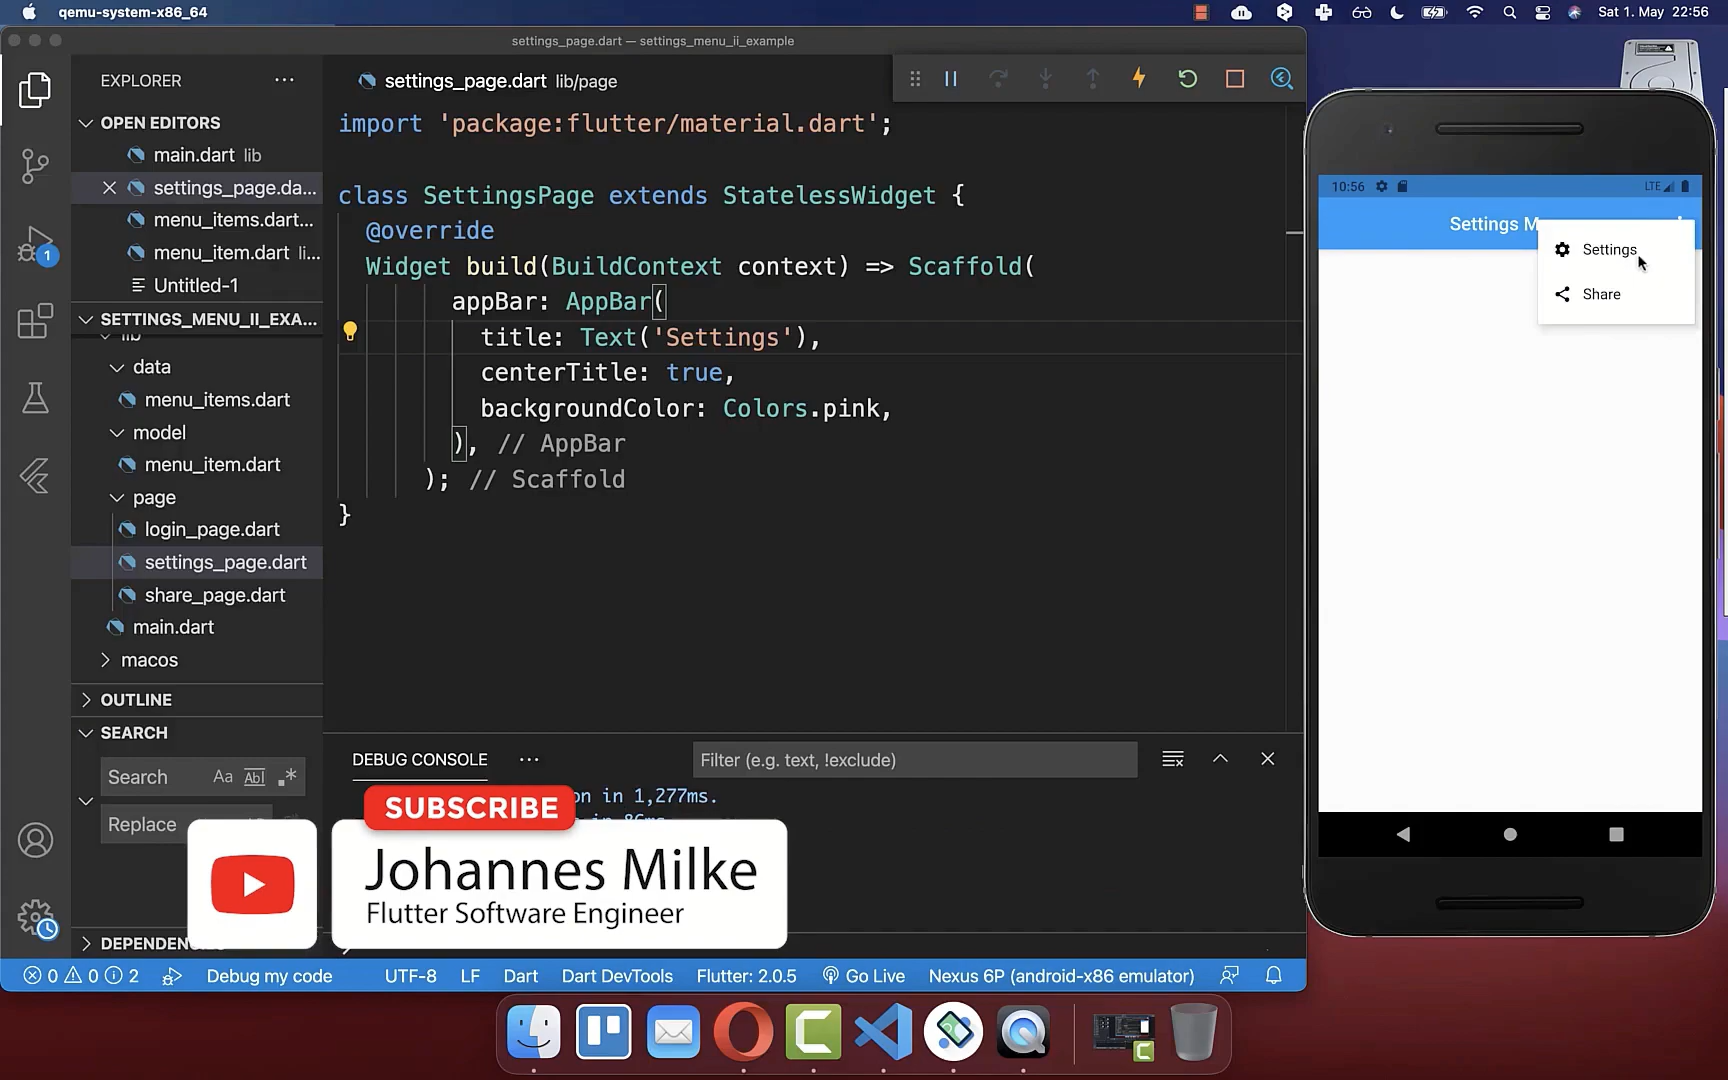 qemu-system-x86_64
Sat 1. May 22:56
settings_page.dart — settings_menu_ii_example
EXPLORER
OPEN EDITORS
main.dart lib
settings_page.da...
menu_items.dart...
menu_item.dart li...
Untitled-1
SETTINGS_MENU_II_EXA...
lib
data
menu_items.dart
model
menu_item.dart
page
login_page.dart
settings_page.dart
share_page.dart
main.dart
macos
OUTLINE
SEARCH
Search
Aa Abl
Replace
1
settings_page.dart lib/page
import 'package:flutter/material.dart';
class SettingsPage extends StatelessWidget {
@override
Widget build(BuildContext context) => Scaffold(
appBar: AppBar(
title: Text('Settings'),
centerTitle: true,
backgroundColor: Colors.pink,
), // AppBar
); // Scaffold
}
DEBUG CONSOLE
Filter (e.g. text, !exclude)
on in 1,277ms.
SUBSCRIBE
Johannes Milke
Flutter Software Engineer
DEPENDENC
0 0 2 Debug my code UTF-8 LF Dart Dart DevTools Flutter: 2.0.5 Go Live Nexus 6P (android-x86 emulator)
10:56
LTE
Settings M
Settings
Share